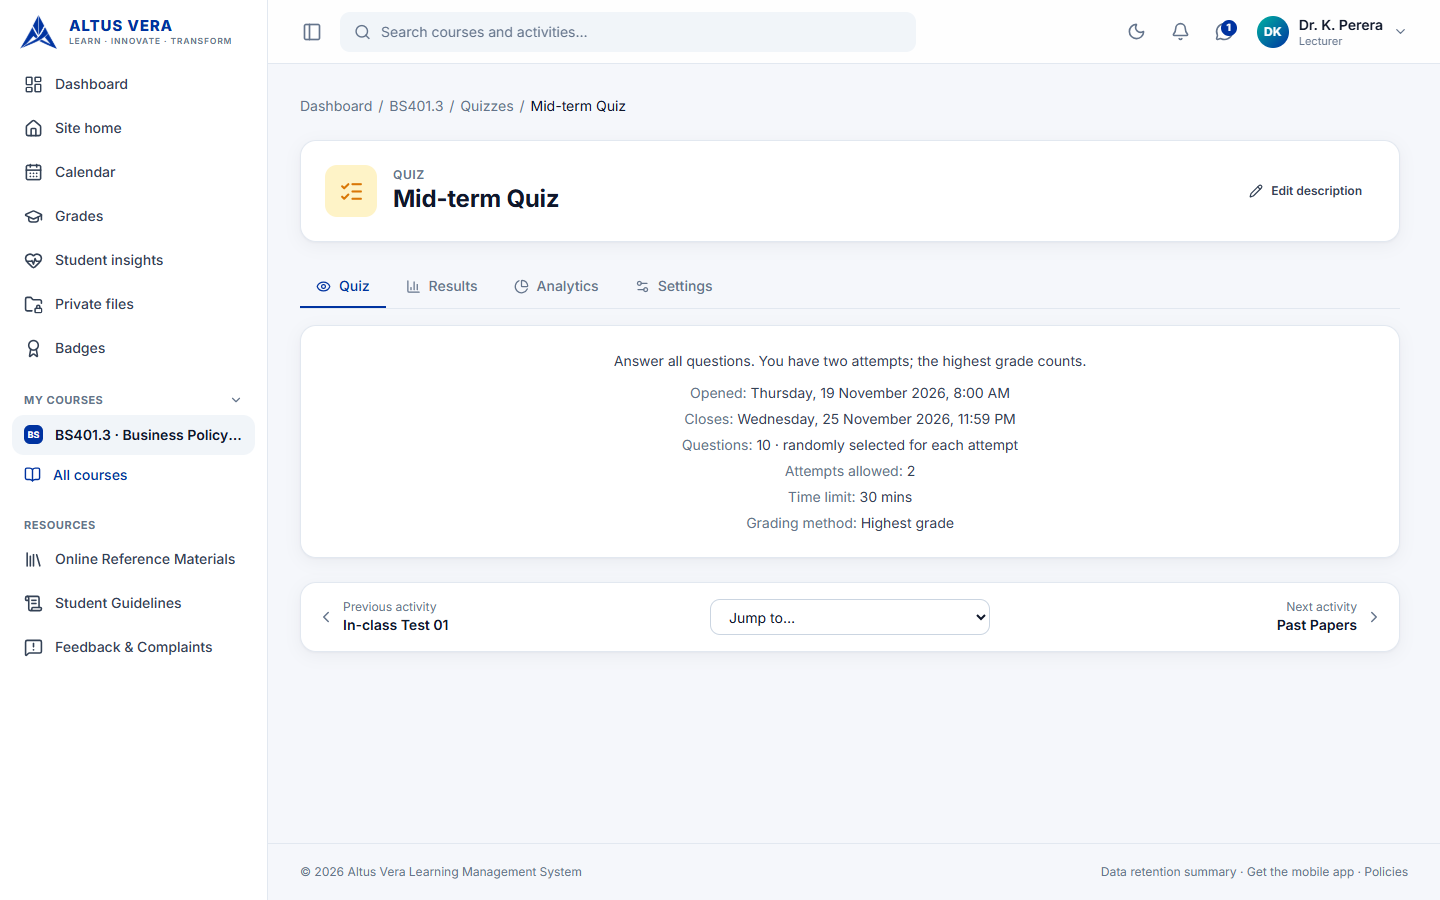 ALTUS VERA
LEARN · INNOVATE · TRANSFORM
Dashboard
Site home
Calendar
Grades
Student insights
Private files
Badges
MY COURSES
BS
BS401.3 · Business Policy...
All courses
RESOURCES
Online Reference Materials
Student Guidelines
Feedback & Complaints
Search courses and activities...
1
DK
Dr. K. Perera
Lecturer
Dashboard / BS401.3 / Quizzes / Mid-term Quiz
QUIZ
Mid-term Quiz
Edit description
Quiz
Results
Analytics
Settings
Answer all questions. You have two attempts; the highest grade counts.
Opened: Thursday, 19 November 2026, 8:00 AM
Closes: Wednesday, 25 November 2026, 11:59 PM
Questions: 10 · randomly selected for each attempt
Attempts allowed: 2
Time limit: 30 mins
Grading method: Highest grade
Previous activity
In-class Test 01
Jump to...
Next activity
Past Papers
© 2026 Altus Vera Learning Management System
Data retention summary · Get the mobile app · Policies